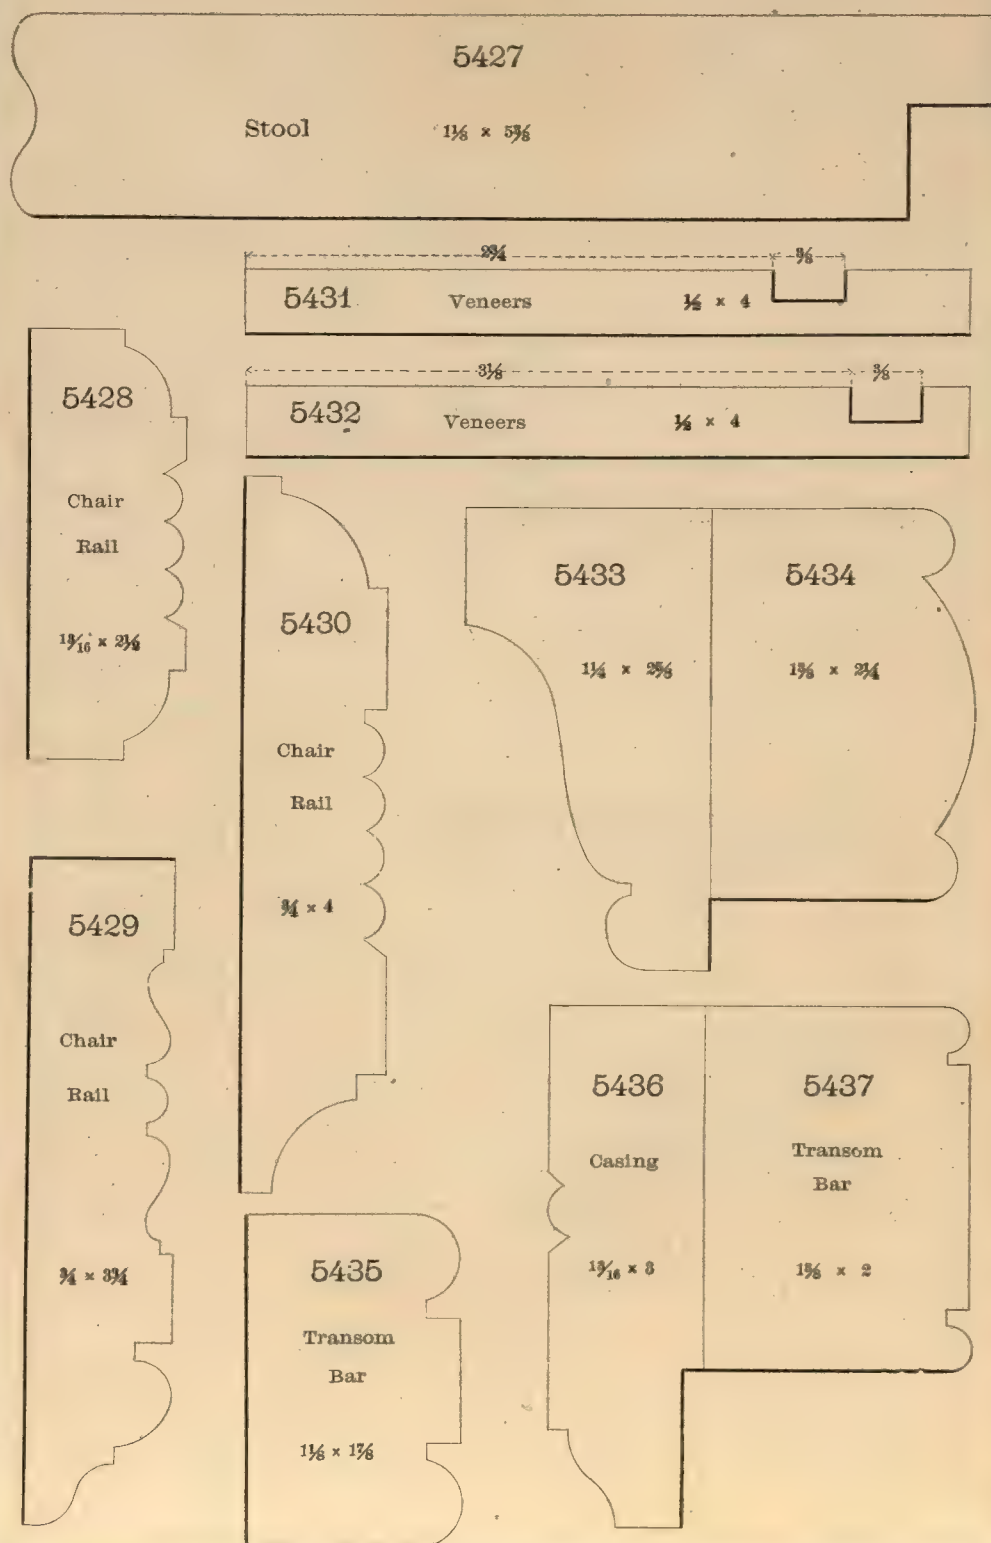 5427
Stool 1⅛ × 5⅜
2¾ ⅜
5431 Veneers ½ × 4
3⅛ ⅜
5432 Veneers ½ × 4
5428
Chair
Rail
13/16 × 2½
5430
Chair
Rail
¾ × 4
5433
1¼ × 2⅝
5434
1⅜ × 2¼
5429
Chair
Rail
¾ × 3¾
5435
Transom
Bar
1⅛ × 1⅞
5436
Casing
13/16 × 3
5437
Transom
Bar
1⅜ × 2